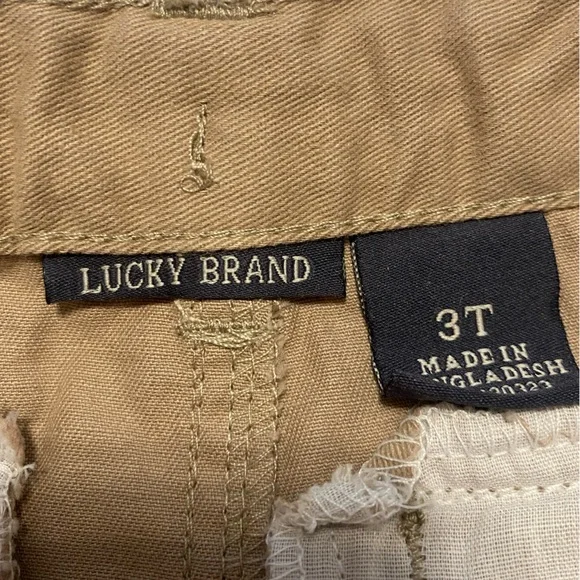 LUCKY BRAND
3T
MADE IN
NGLADESH